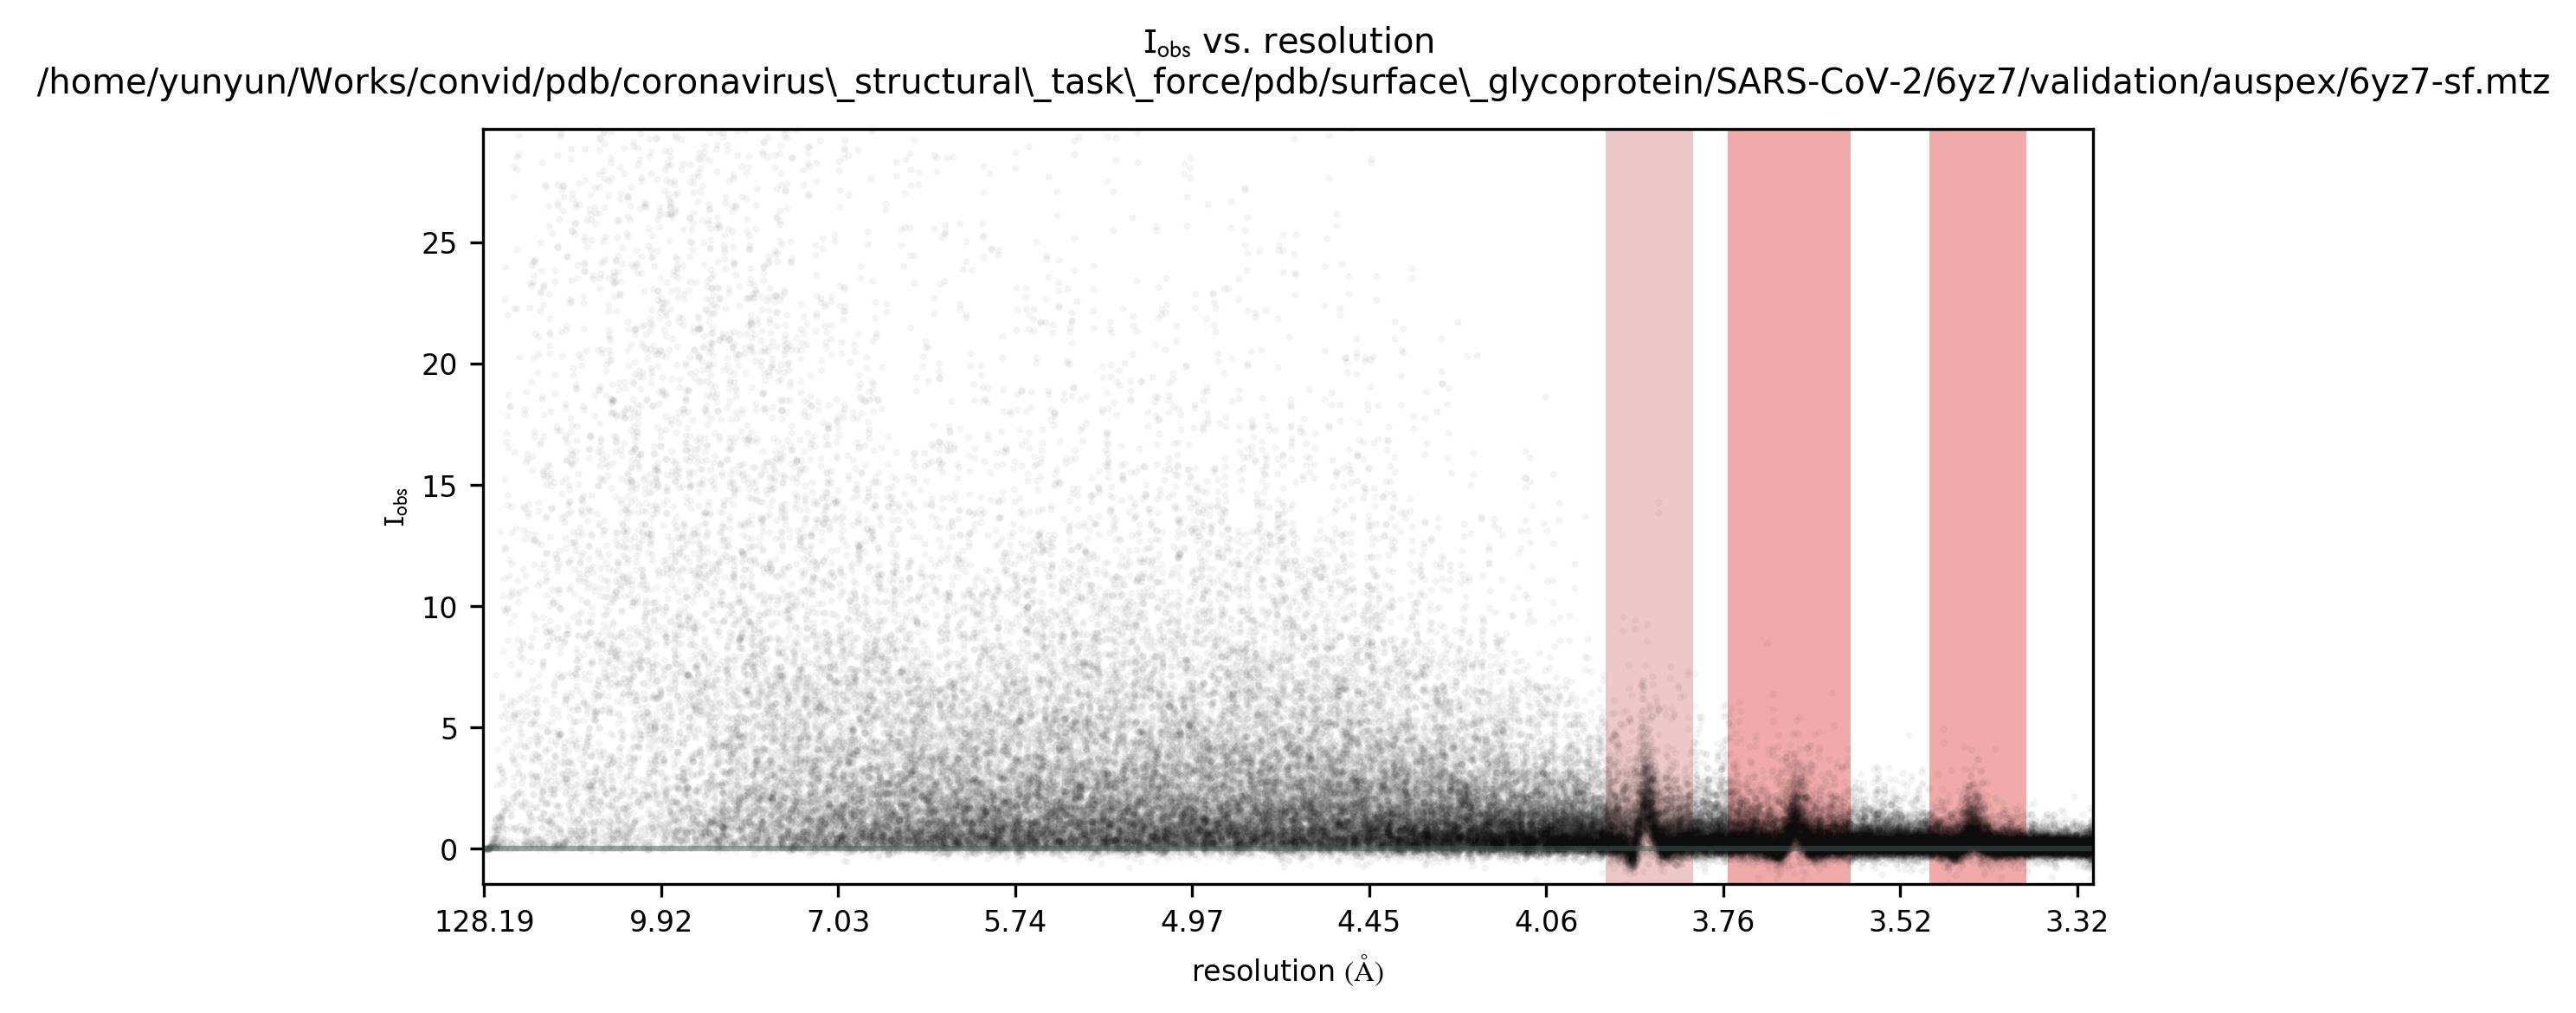 I_obs vs. resolution
/home/yunyun/Works/convid/pdb/coronavirus\_structural\_task\_force/pdb/surface\_glycoprotein/SARS-CoV-2/6yz7/validation/auspex/6yz7-sf.mtz
25
20
15
10
5
0
I_obs
128.19 9.92 7.03 5.74 4.97 4.45 4.06 3.76 3.52 3.32
resolution (Å)